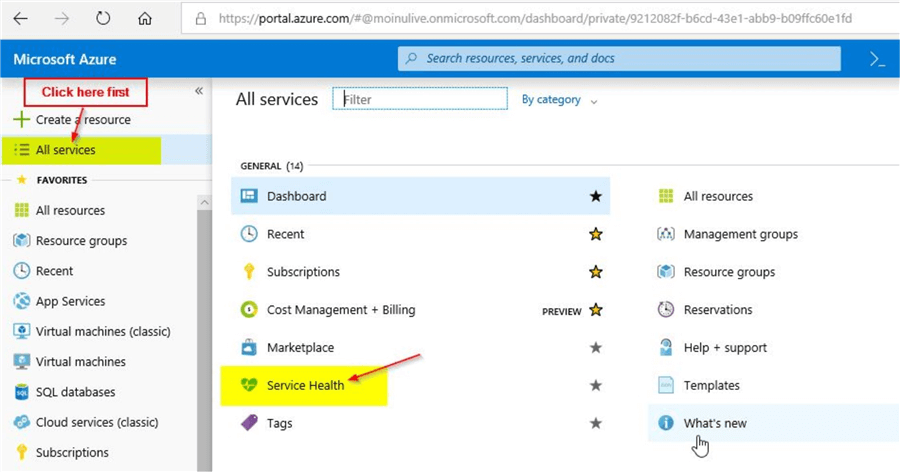 https://portal.azure.com/#@moinulive.onmicrosoft.com/dashboard/private/9212082f-b6cd-43e1-abb9-b09ffc60e1fd
Microsoft Azure
Search resources, services, and docs
Click here first
Create a resource
All services
FAVORITES
All resources
Resource groups
Recent
App Services
Virtual machines (classic)
Virtual machines
SQL databases
Cloud services (classic)
Subscriptions
All services
Filter
By category
GENERAL (14)
Dashboard
Recent
Subscriptions
Cost Management + Billing PREVIEW
Marketplace
Service Health
Tags
All resources
Management groups
Resource groups
Reservations
Help + support
Templates
What's new